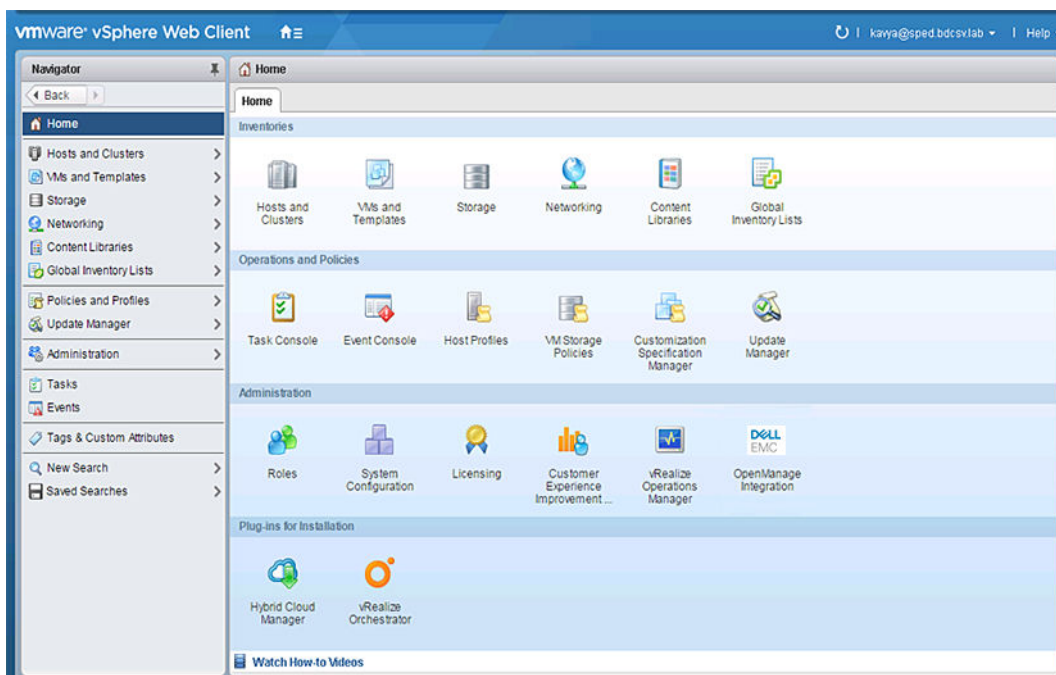 vmware® vSphere Web Client
kavya@sped.bdcsv.lab
Help
Navigator
Back
Home
Hosts and Clusters
VMs and Templates
Storage
Networking
Content Libraries
Global Inventory Lists
Policies and Profiles
Update Manager
Administration
Tasks
Events
Tags & Custom Attributes
New Search
Saved Searches
Home
Home
Inventories
Hosts and
Clusters
VMs and
Templates
Storage
Networking
Content
Libraries
Global
Inventory Lists
Operations and Policies
Task Console
Event Console
Host Profiles
VM Storage
Policies
Customization
Specification
Manager
Update
Manager
Administration
Roles
System
Configuration
Licensing
Customer
Experience
Improvement ...
vRealize
Operations
Manager
DELL
EMC
OpenManage
Integration
Plug-ins for Installation
Hybrid Cloud
Manager
vRealize
Orchestrator
Watch How-to Videos